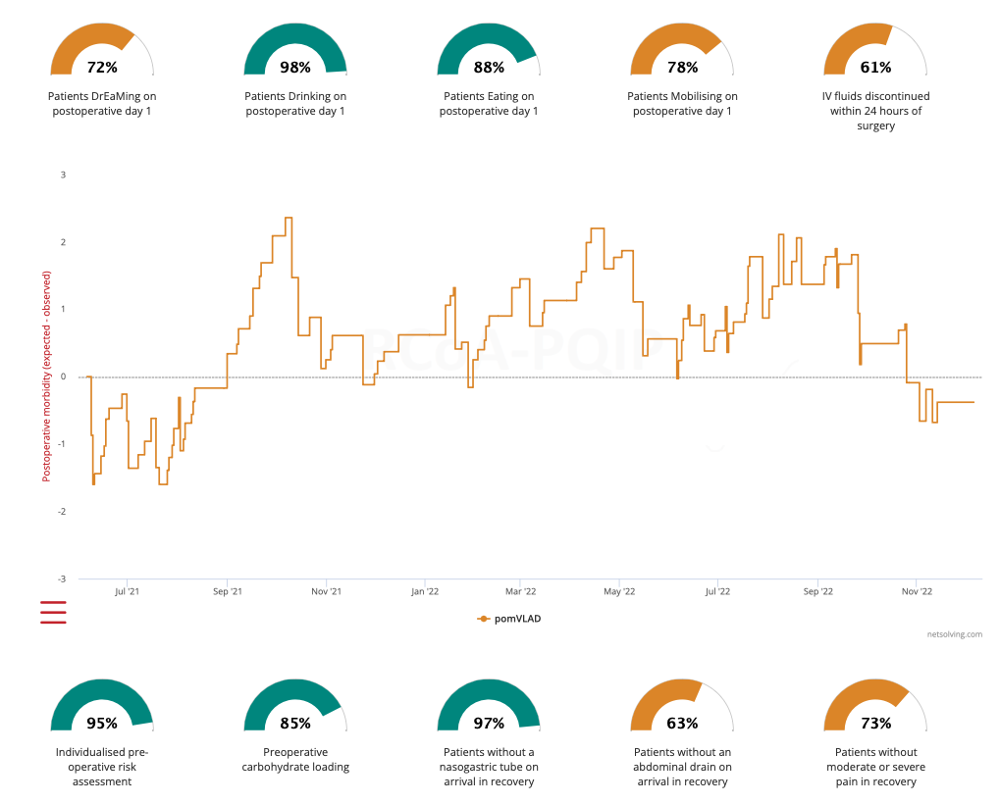 72%
98%
88%
78%
61%
Patients DrEaMing on
postoperative day 1
Patients Drinking on
postoperative day 1
Patients Eating on
postoperative day 1
Patients Mobilising on
postoperative day 1
IV fluids discontinued
within 24 hours of
surgery
Postoperative morbidity (expected - observed)
3
2
1
0
-1
-2
-3
RCoA-PQIP
Jul '21
Sep '21
Nov '21
Jan '22
Mar '22
May '22
Jul '22
Sep '22
Nov '22
pomVLAD
netsolving.com
95%
85%
97%
63%
73%
Individualised pre-
operative risk
assessment
Preoperative
carbohydrate loading
Patients without a
nasogastric tube on
arrival in recovery
Patients without an
abdominal drain on
arrival in recovery
Patients without
moderate or severe
pain in recovery